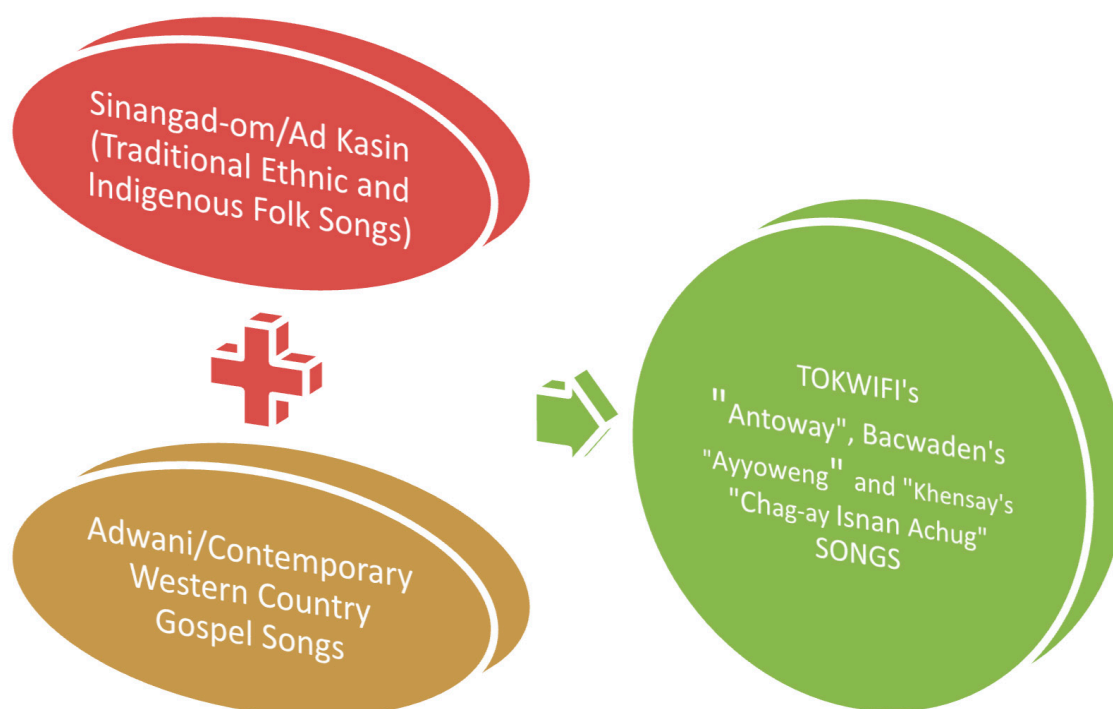 Sinangad-om/Ad Kasin
(Traditional Ethnic and
Indigenous Folk Songs)
Adwani/Contemporary
Western Country
Gospel Songs
TOKWIFI's
"Antoway", Bacwaden's
"Ayyoweng" and "Khensay's
"Chag-ay Isnan Achug"
SONGS